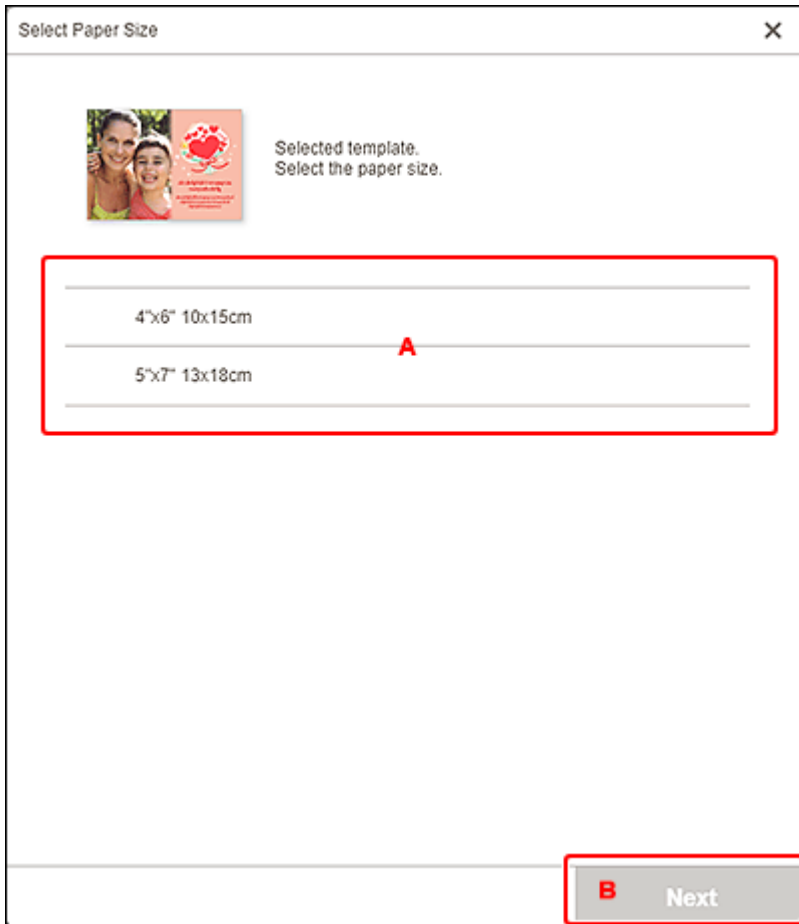 Select Paper Size
Selected template.
Select the paper size.
4"x6" 10x15cm
A
5"x7" 13x18cm
B Next